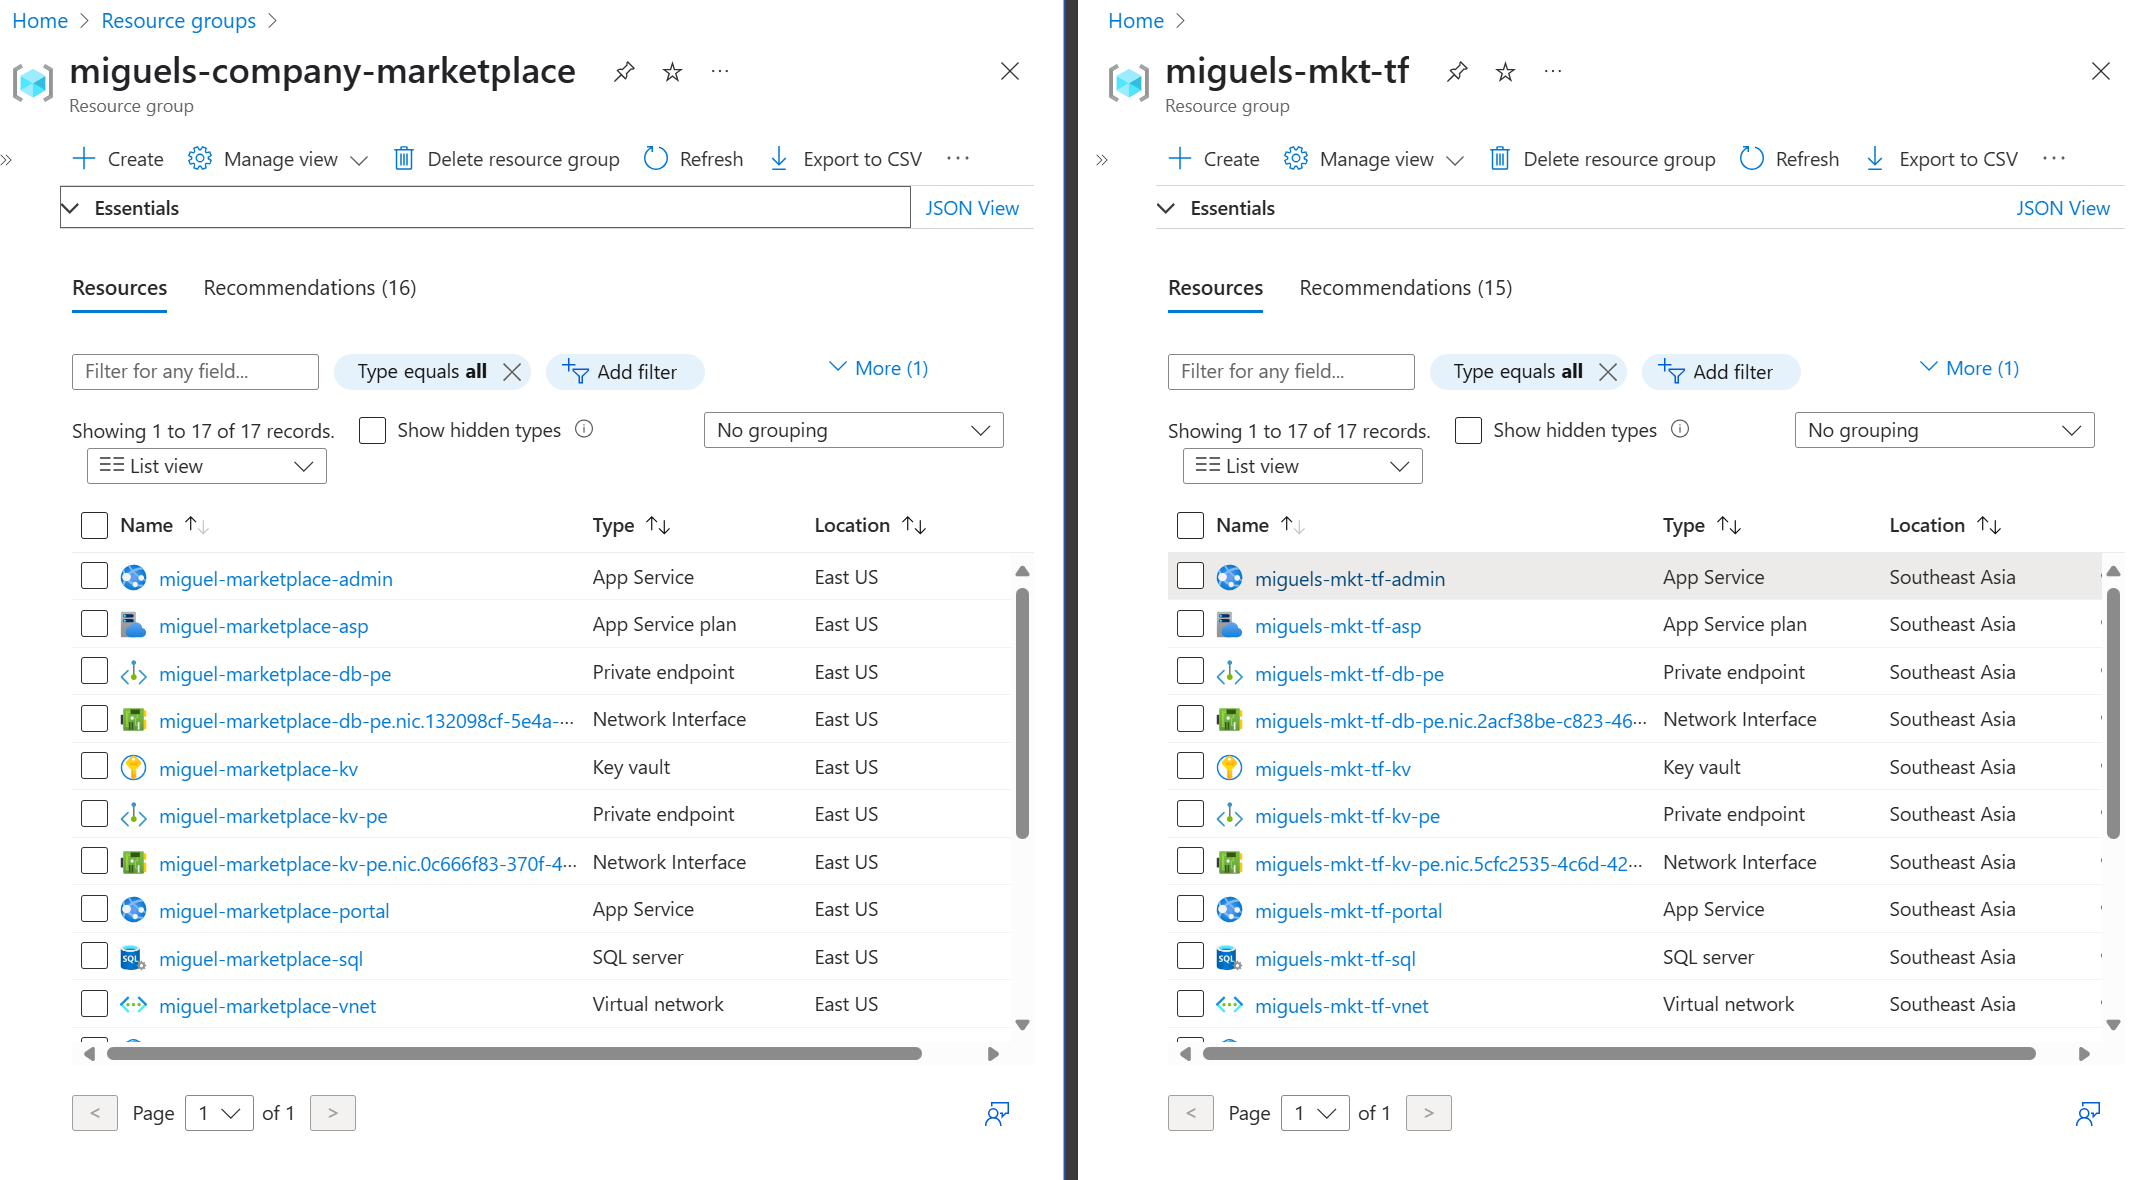 Home > Resource groups >
miguels-company-marketplace
Resource group
Create Manage view Delete resource group Refresh Export to CSV ...
Essentials JSON View
Resources Recommendations (16)
Filter for any field... Type equals all Add filter More (1)
Showing 1 to 17 of 17 records. Show hidden types No grouping
List view
Name Type Location
miguel-marketplace-admin App Service East US
miguel-marketplace-asp App Service plan East US
miguel-marketplace-db-pe Private endpoint East US
miguel-marketplace-db-pe.nic.132098cf-5e4a-... Network Interface East US
miguel-marketplace-kv Key vault East US
miguel-marketplace-kv-pe Private endpoint East US
miguel-marketplace-kv-pe.nic.0c666f83-370f-4... Network Interface East US
miguel-marketplace-portal App Service East US
miguel-marketplace-sql SQL server East US
miguel-marketplace-vnet Virtual network East US
< Page 1 of 1 >
Home >
miguels-mkt-tf
Resource group
Create Manage view Delete resource group Refresh Export to CSV ...
Essentials JSON View
Resources Recommendations (15)
Filter for any field... Type equals all Add filter More (1)
Showing 1 to 17 of 17 records. Show hidden types No grouping
List view
Name Type Location
miguels-mkt-tf-admin App Service Southeast Asia
miguels-mkt-tf-asp App Service plan Southeast Asia
miguels-mkt-tf-db-pe Private endpoint Southeast Asia
miguels-mkt-tf-db-pe.nic.2acf38be-c823-46... Network Interface Southeast Asia
miguels-mkt-tf-kv Key vault Southeast Asia
miguels-mkt-tf-kv-pe Private endpoint Southeast Asia
miguels-mkt-tf-kv-pe.nic.5cfc2535-4c6d-42... Network Interface Southeast Asia
miguels-mkt-tf-portal App Service Southeast Asia
miguels-mkt-tf-sql SQL server Southeast Asia
miguels-mkt-tf-vnet Virtual network Southeast Asia
< Page 1 of 1 >